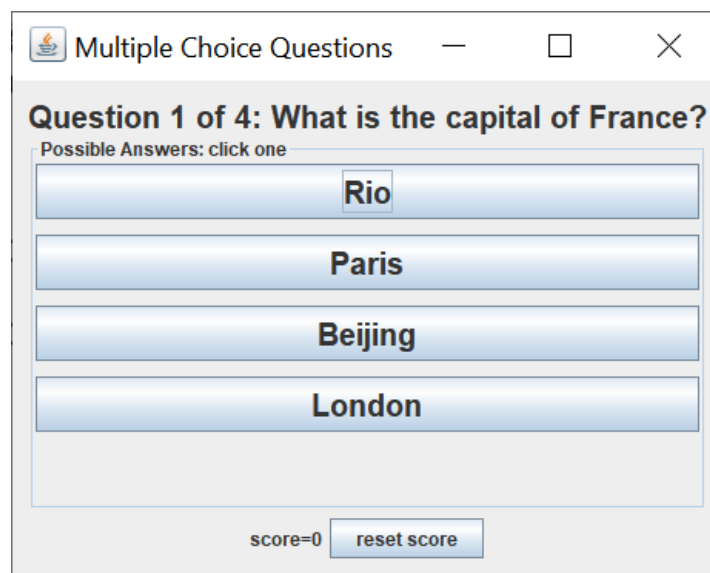 Multiple Choice Questions
Question 1 of 4: What is the capital of France?
Possible Answers: click one
Rio
Paris
Beijing
London
score=0 reset score